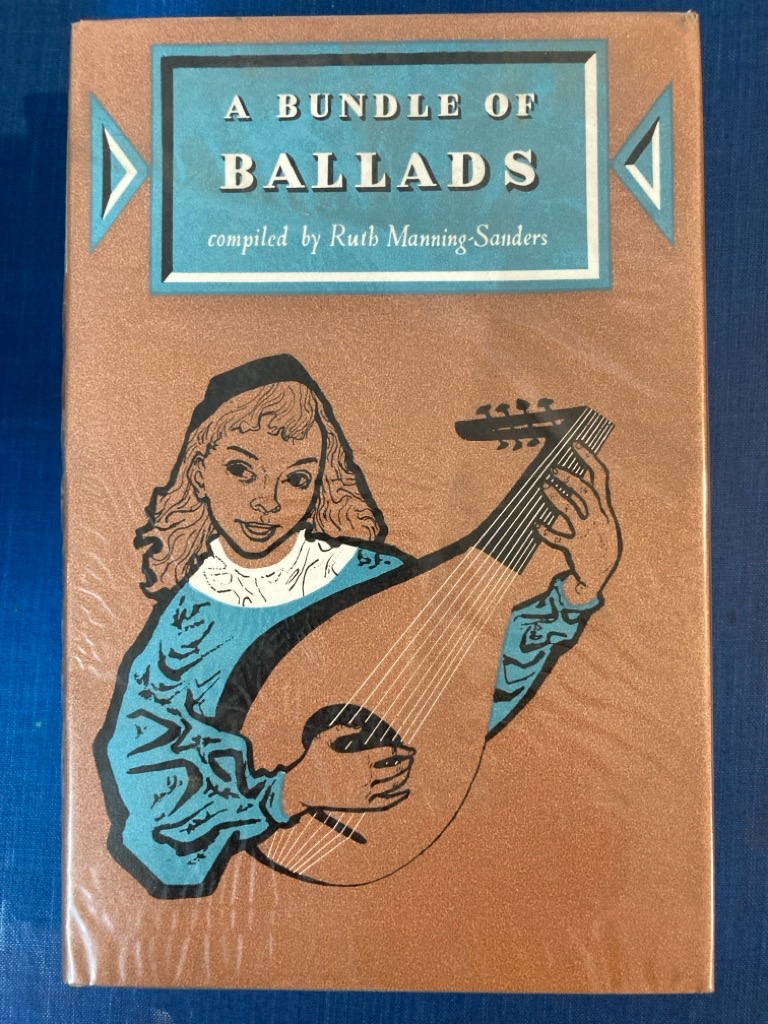 A BUNDLE OF
BALLADS
compiled by Ruth Manning-Sanders